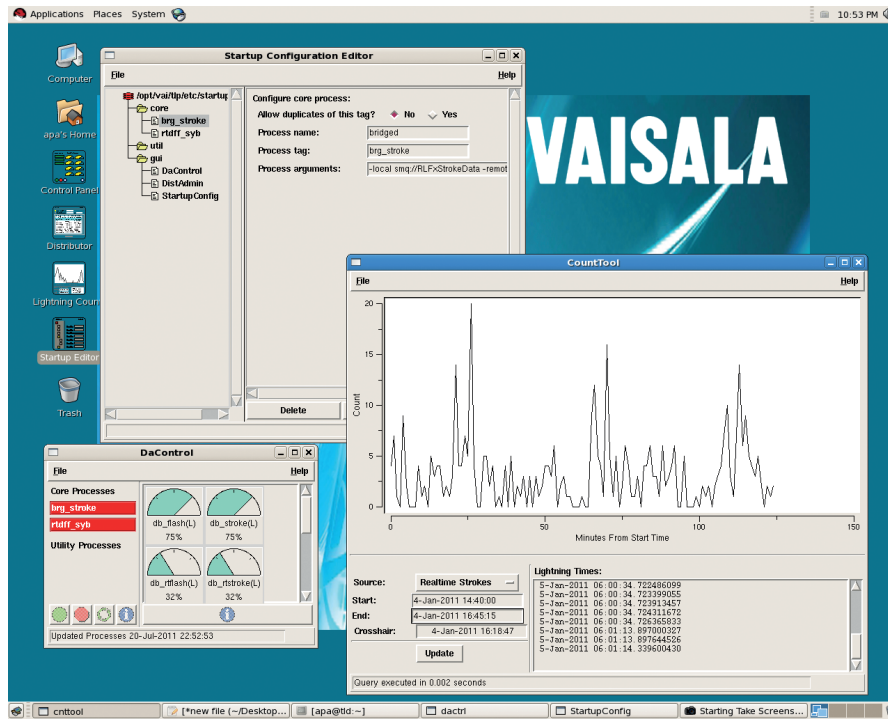 Applications Places System
10:53 PM
Computer
apa's Home
Control Panel
Distributor
Lightning Coun
Startup Editor
Trash
Startup Configuration Editor
File
Help
/opt/vai/tlp/etc/startup
core
brg_stroke
rtdff_syb
util
gui
DaControl
DistAdmin
StartupConfig
Configure core process:
Allow duplicates of this tag? No Yes
Process name: bridged
Process tag: brg_stroke
Process arguments: -local smq://RLFxStrokeData -remot
Delete
VAISALA
CountTool
File
Help
20
15
10
5
0
Count
0 50 100 150
Minutes From Start Time
Source: Realtime Strokes
Start: 4-Jan-2011 14:40:00
End: 4-Jan-2011 16:45:15
Crosshair: 4-Jan-2011 16:18:47
Update
Lightning Times:
5-Jan-2011 06:00:34.722486099
5-Jan-2011 06:00:34.723399055
5-Jan-2011 06:00:34.723913457
5-Jan-2011 06:00:34.724311672
5-Jan-2011 06:00:34.726365833
5-Jan-2011 06:01:13.897000327
5-Jan-2011 06:01:13.897644526
5-Jan-2011 06:01:14.339600430
Query executed in 0.002 seconds
DaControl
File
Help
Core Processes
brg_stroke
rtdff_syb
Utility Processes
db_flash(L)
75%
db_stroke(L)
75%
db_rtflash(L)
32%
db_rtstroke(L)
32%
Updated Processes 20-Jul-2011 22:52:53
cnttool
[*new file (~/Desktop...
[apa@tld:~]
dactrl
StartupConfig
Starting Take Screens...